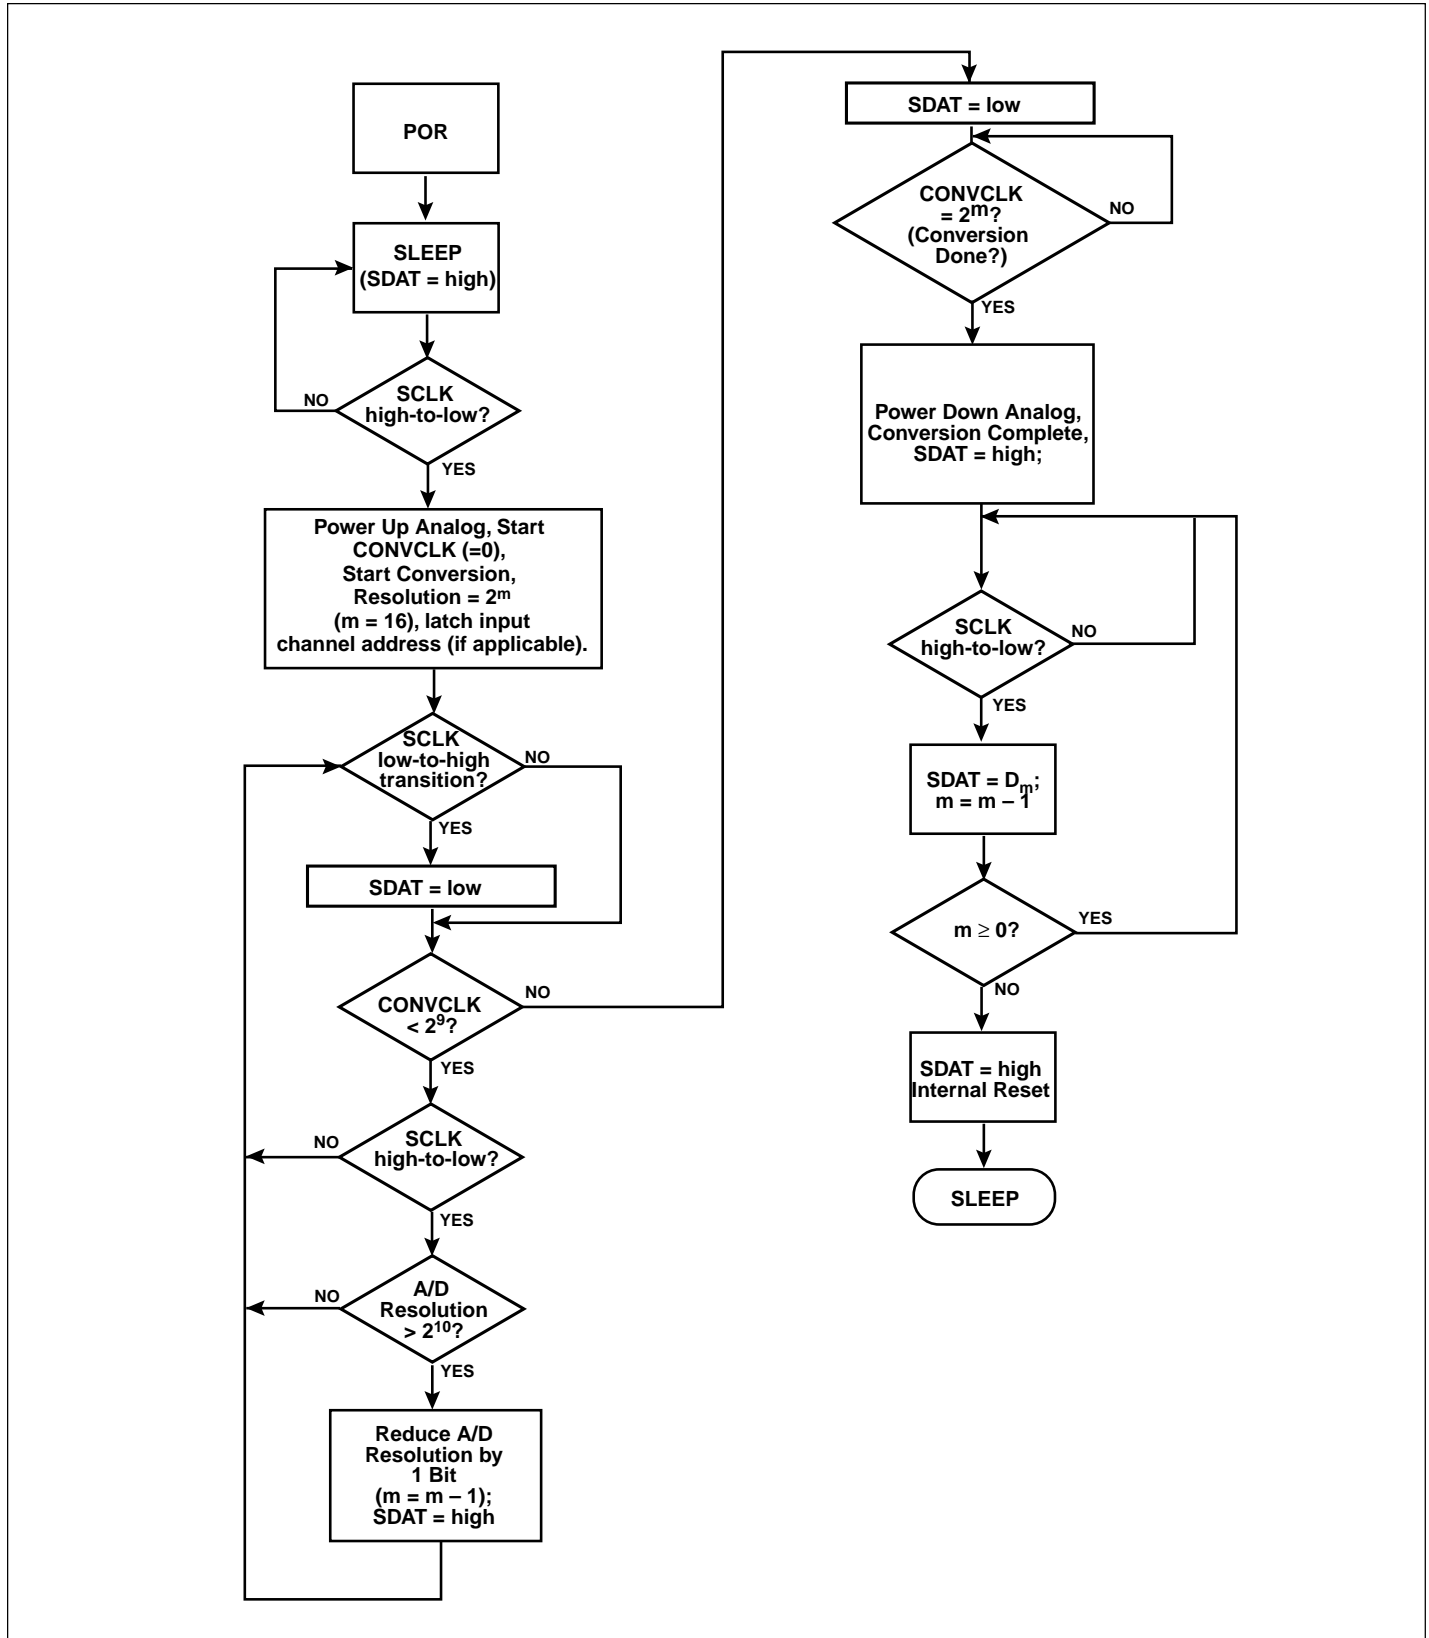 POR
SLEEP
(SDAT = high)
SCLK
high-to-low?
NO
YES
Power Up Analog, Start
CONVCLK (=0),
Start Conversion,
Resolution = 2ᵐ
(m = 16), latch input
channel address (if applicable).
SCLK
low-to-high
transition?
NO
YES
SDAT = low
CONVCLK
< 2⁹?
NO
YES
SCLK
high-to-low?
NO
YES
A/D
Resolution
> 2¹⁰?
NO
YES
Reduce A/D
Resolution by
1 Bit
(m = m – 1);
SDAT = high
SDAT = low
CONVCLK
= 2ᵐ?
(Conversion
Done?)
NO
YES
Power Down Analog,
Conversion Complete,
SDAT = high;
SCLK
high-to-low?
NO
YES
SDAT = Dₘ;
m = m – 1
m ≥ 0?
YES
NO
SDAT = high
Internal Reset
SLEEP